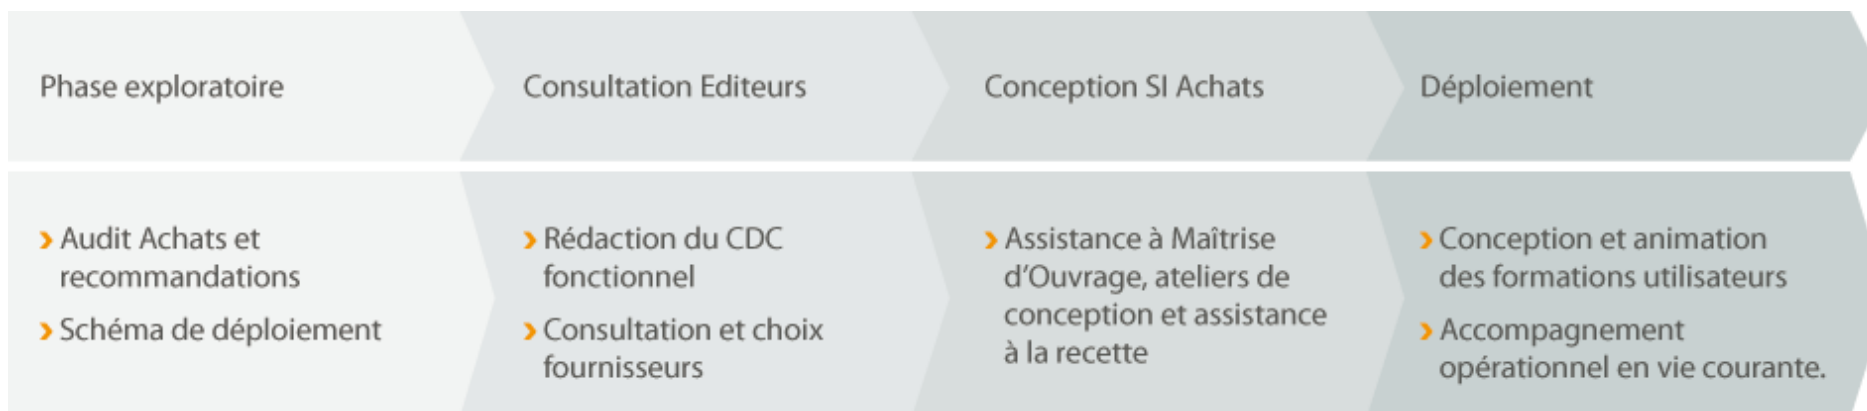 Phase exploratoire
Consultation Editeurs
Conception SI Achats
Déploiement
› Audit Achats et
recommandations
› Schéma de déploiement
› Rédaction du CDC
fonctionnel
› Consultation et choix
fournisseurs
› Assistance à Maîtrise
d’Ouvrage, ateliers de
conception et assistance
à la recette
› Conception et animation
des formations utilisateurs
› Accompagnement
opérationnel en vie courante.